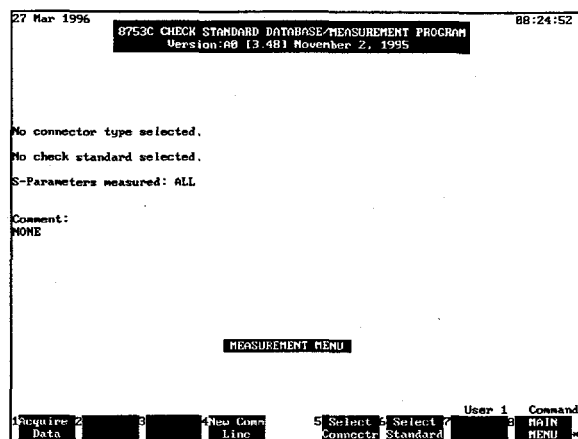 27 Mar 1996 08:24:52
8753C CHECK STANDARD DATABASE/MEASUREMENT PROGRAM
Version:A0 [3.48] November 2, 1995
No connector type selected.
No check standard selected.
S-Parameters measured: ALL
Comment:
NONE
MEASUREMENT MENU
User 1 Command
1 Acquire 2 3 4 New Comm 5 Select 6 Select 7 8 MAIN
Data Line Connectr Standard MENU